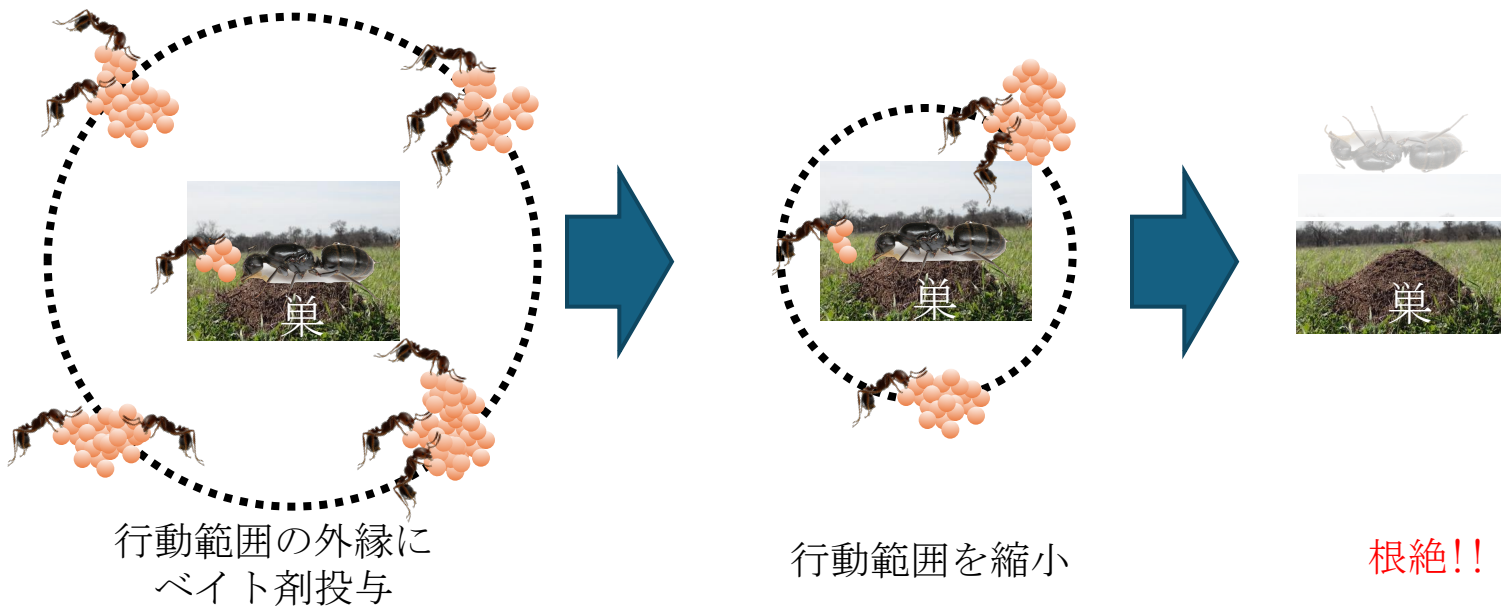 巣
巣
巣
行動範囲の外縁に
ベイト剤投与
行動範囲を縮小
根絶!!